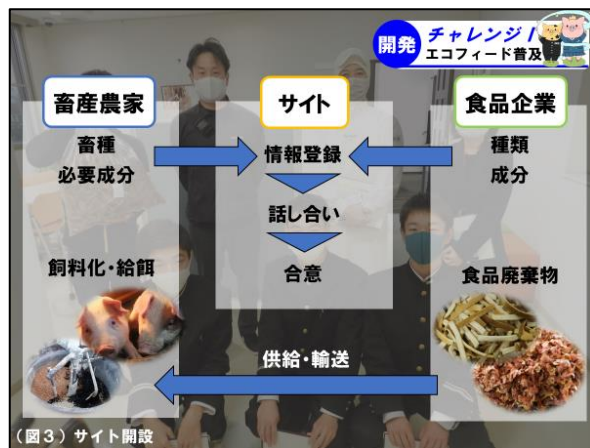 開発
チャレンジ!
エコフィード普及
畜産農家
サイト
食品企業
畜種
必要成分
情報登録
種類
成分
話し合い
合意
飼料化・給餌
食品廃棄物
供給・輸送
(図3)サイト開設